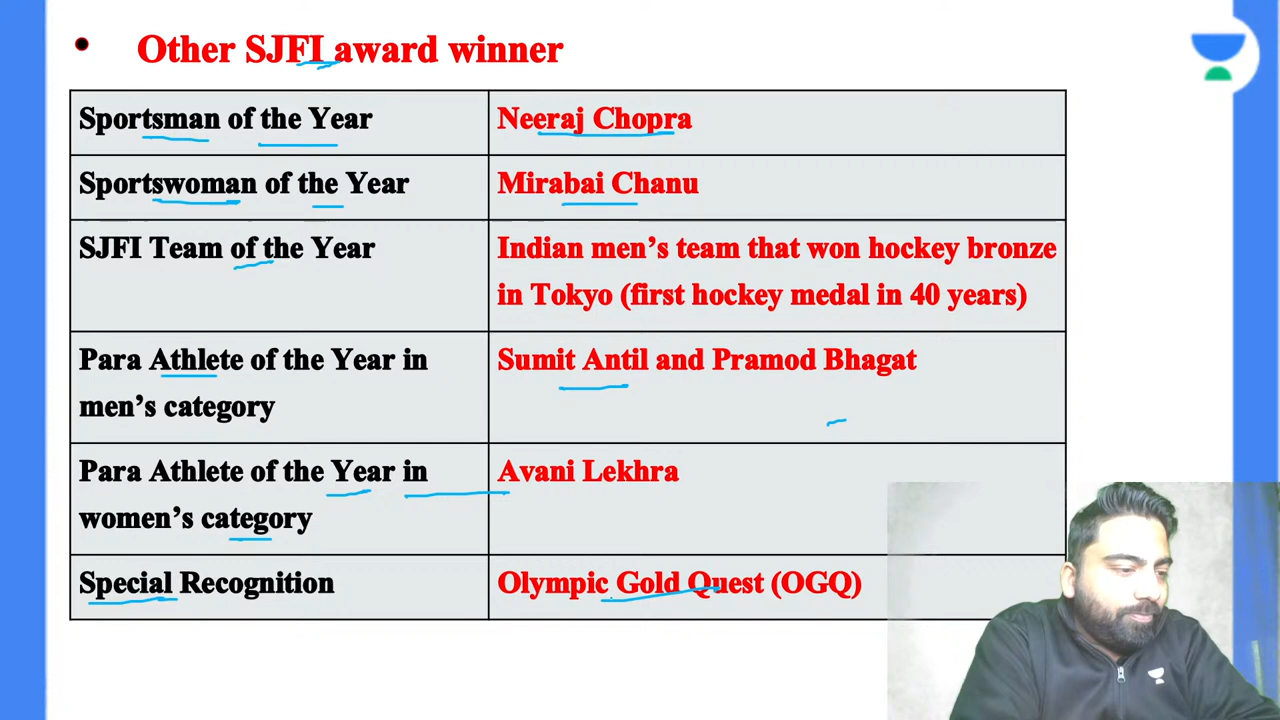 Other SJFI award winner
Sportsman of the Year
Neeraj Chopra
Sportswoman of the Year
Mirabai Chanu
SJFI Team of the Year
Indian men’s team that won hockey bronze
in Tokyo (first hockey medal in 40 years)
Para Athlete of the Year in
men’s category
Sumit Antil and Pramod Bhagat
Para Athlete of the Year in
women’s category
Avani Lekhra
Special Recognition
Olympic Gold Quest (OGQ)